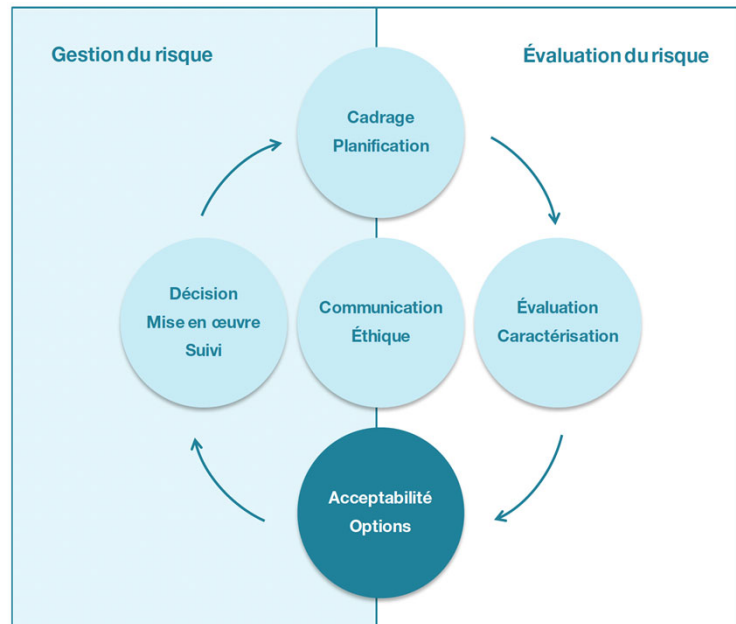 Gestion du risque
Évaluation du risque
Cadrage
Planification
Décision
Mise en œuvre
Suivi
Communication
Éthique
Évaluation
Caractérisation
Acceptabilité
Options